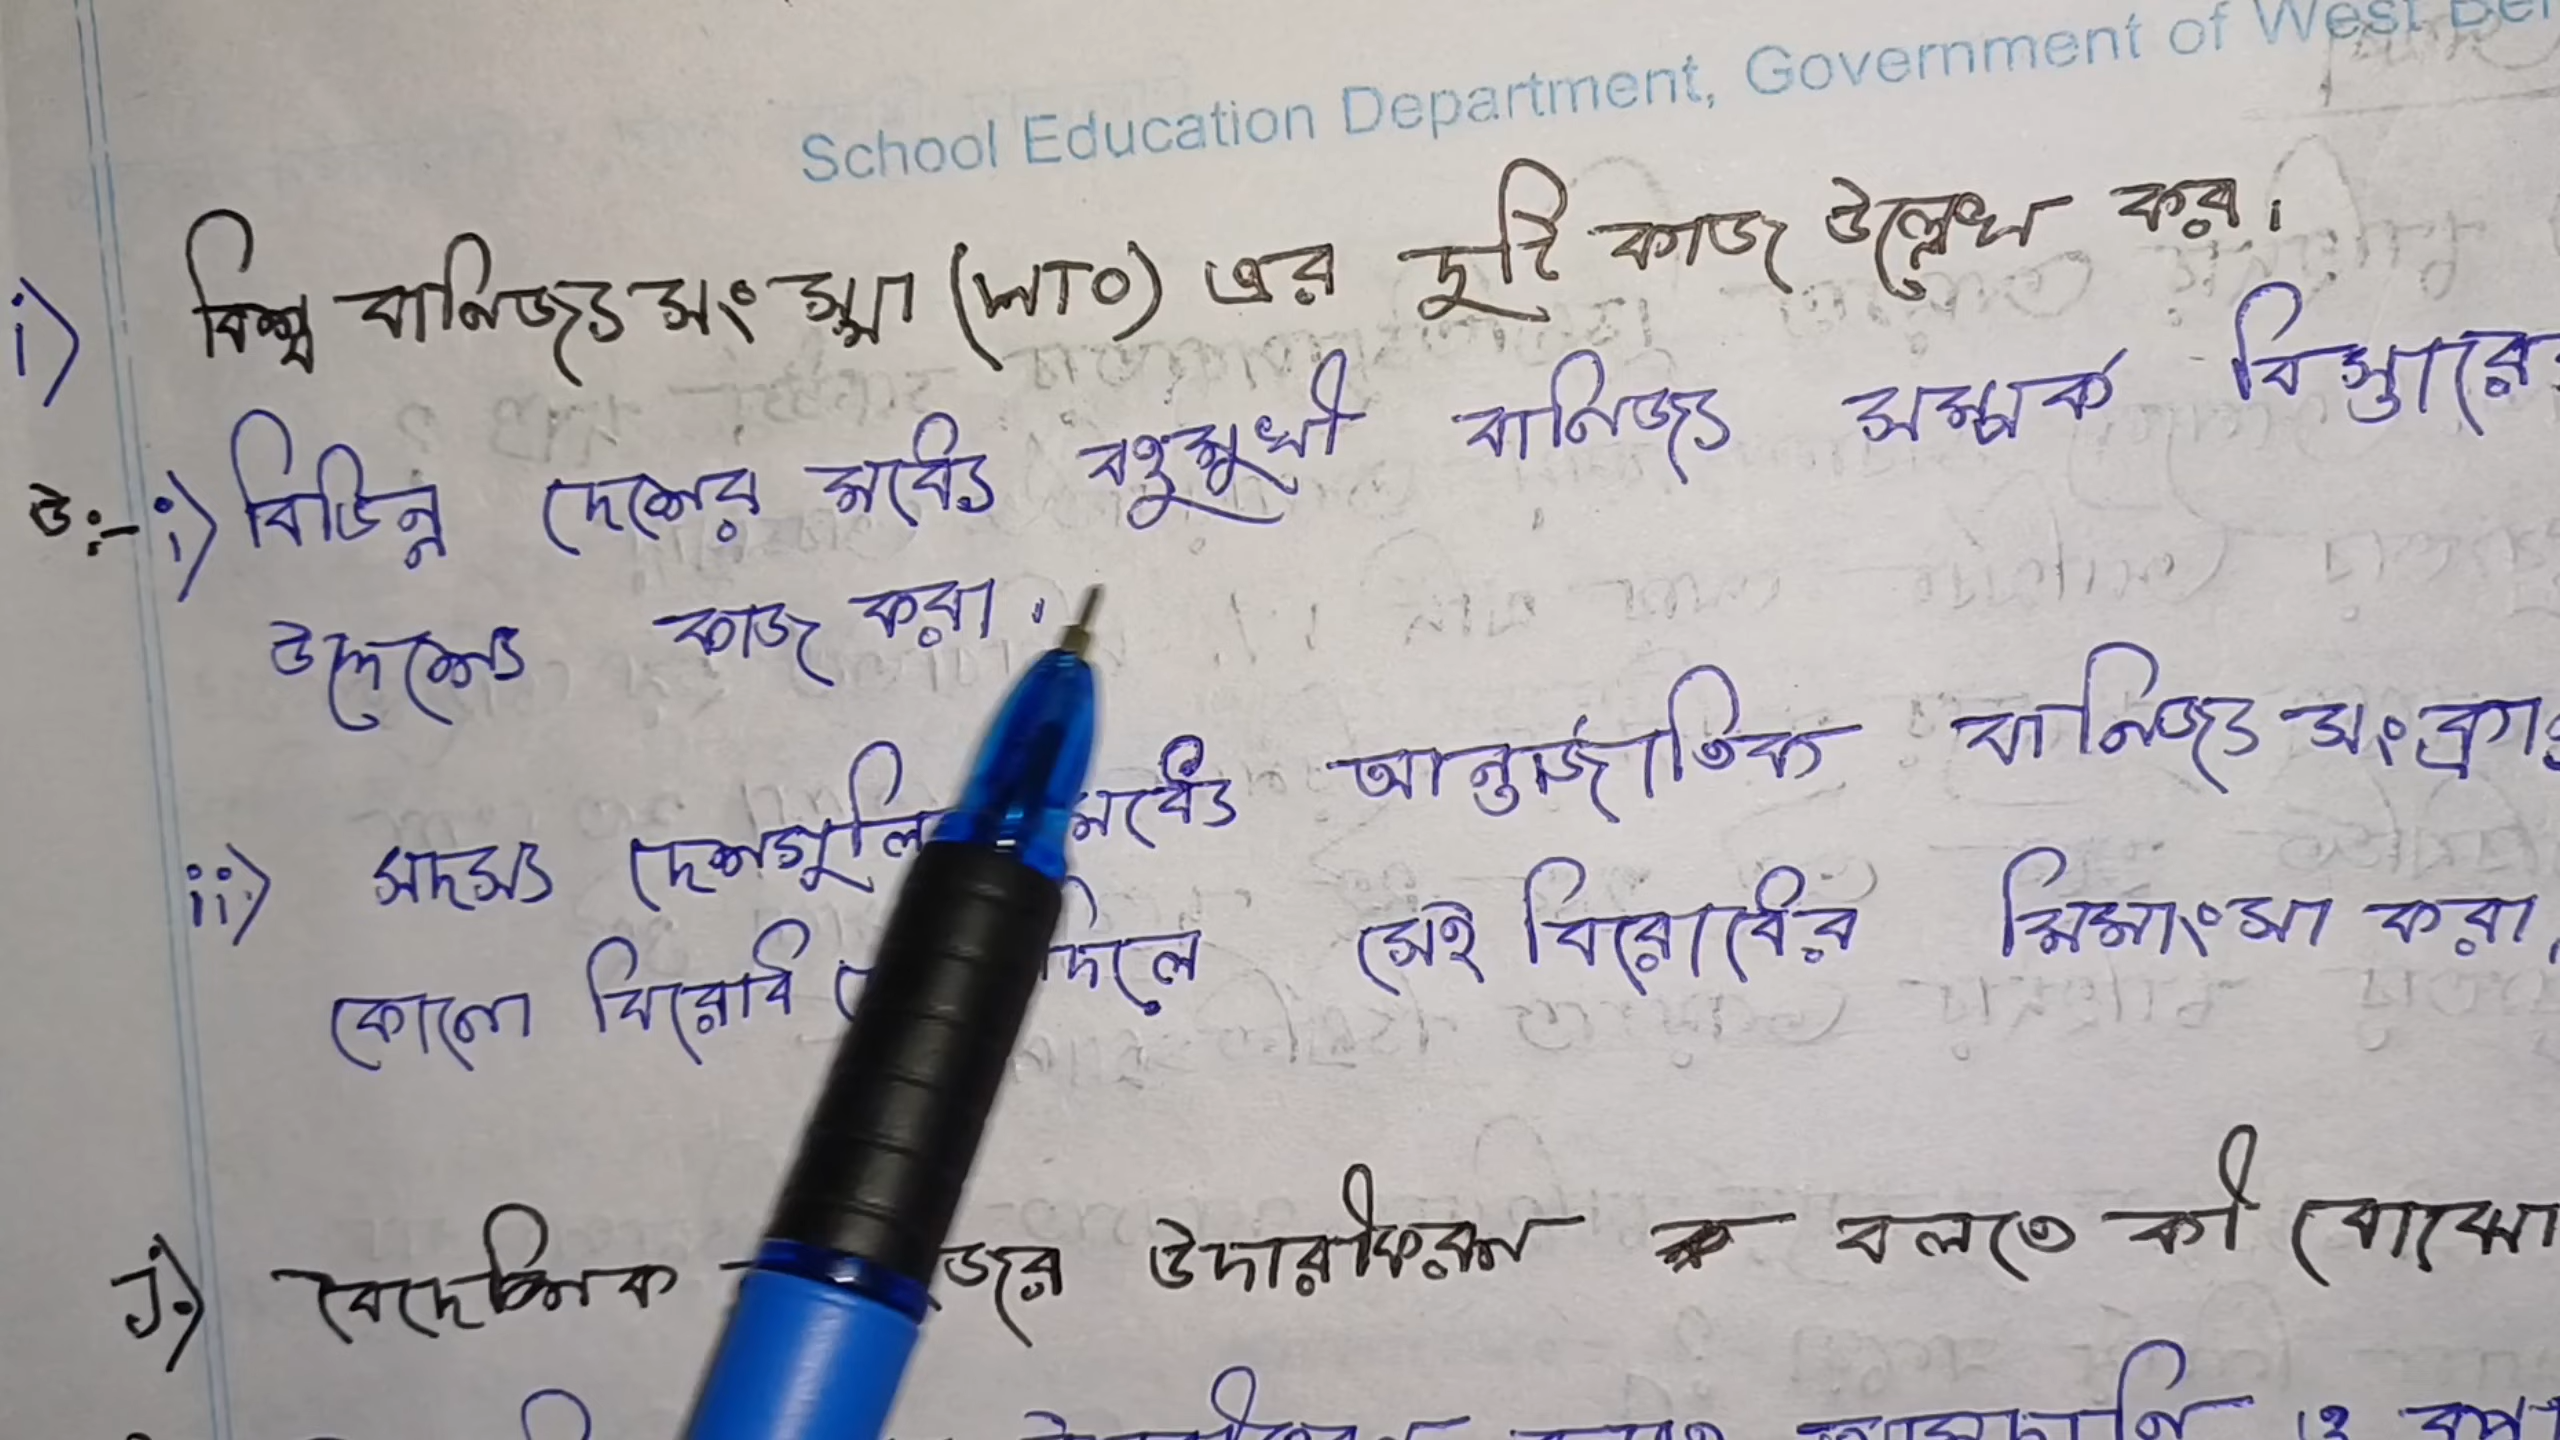 School Education Department, Government of West
i) বিশ্ব বানিজ্য সংস্থা (WTO) এর দুটি কাজ উল্লেখ কর।
উঃ- i) বিভিন্ন দেশের মধ্যে বহুমুখী বানিজ্য সম্পর্ক বিস্তারের
উদ্দেশ্যে কাজ করা।
ii) সদস্য দেশগুলি মধ্যে আন্তর্জাতিক বানিজ্য
কোনো বিরোধ দিলে সেই বিরোধের মিমাংসা করা।
j) বৈদেশিক উদারীকরন বলতে কী বোঝো